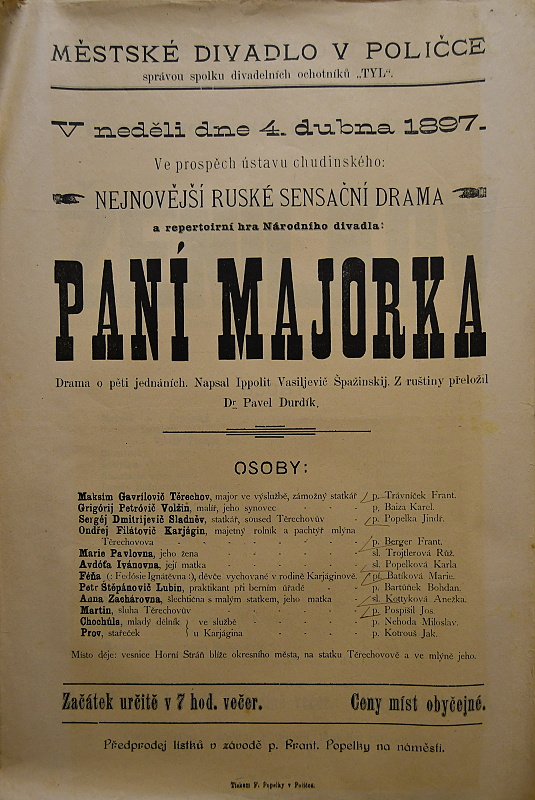 MĚSTSKÉ DIVADLO V POLIČCE
správou spolku divadelních ochotníků „TYL“.
V neděli dne 4. dubna 1897.
Ve prospěch ústavu chudinského:
NEJNOVĚJŠÍ RUSKÉ SENSAČNÍ DRAMA
a repertoirní hra Národního divadla:
PANÍ MAJORKA
Drama o pěti jednáních. Napsal Ippolit Vasiljevič Špažinskij. Z ruštiny přeložil
Dr. Pavel Durdík.
OSOBY:
Maksim Gavrílovič Těrechov, major ve výslužbě, zámožný statkář p. Trávníček Frant.
Grigórij Petróvič Volžin, malíř, jeho synovec - - - p. Baiza Karel.
Sergěj Dmitrijevič Sladněv, statkář, soused Těrechovův - p. Popelka Jindř.
Ondřej Filátovič Karjágin, majetný rolník a pachtýř mlýna
Těrechovova - - - - - - - p. Berger Frant.
Marie Pavlovna, jeho žena - - - - - sl. Trojtlerová Růž.
Avdóťa Ivánovna, její matka - - - - - sl. Popelková Karla
Féňa (: Fedósie Ignátěvna :), děvče vychované v rodině Karjáginově pí. Batíková Marie.
Petr Štěpánovič Lubin, praktikant při berním úřadě - - p. Bartůněk Bohdan.
Anna Zachárovna, šlechtična s malým statkem, jeho matka - sl. Kottyková Anežka.
Martin, sluha Těrechovův - - - - - p. Pospíšil Jos.
Chochúla, mladý dělník } ve službě - - - - p. Nehoda Miloslav.
Prov, stařeček } u Karjágina - - - - p. Kotrouš Jak.
Místo děje: vesnice Horní Stráň blíže okresního města, na statku Těrechovově a ve mlýně jeho.
Začátek určitě v 7 hod. večer. Ceny míst obyčejné.
Předprodej lístků v závodě p. Frant. Popelky na náměstí.
Tiskem F. Popelky v Poličce.